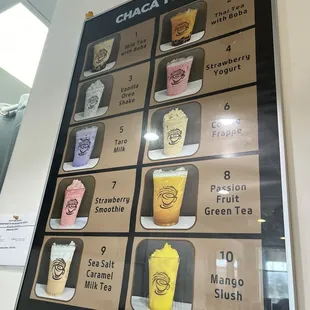 CHACA
1
Milk Tea
with Boba
2
Thai Tea
with Boba
3
Vanilla
Oreo
Shake
4
Strawberry
Yogurt
5
Taro
Milk
6
Frappe
7
Strawberry
Smoothie
8
Passion
Fruit
Green Tea
9
Sea Salt
Caramel
Milk Tea
10
Mango
Slush